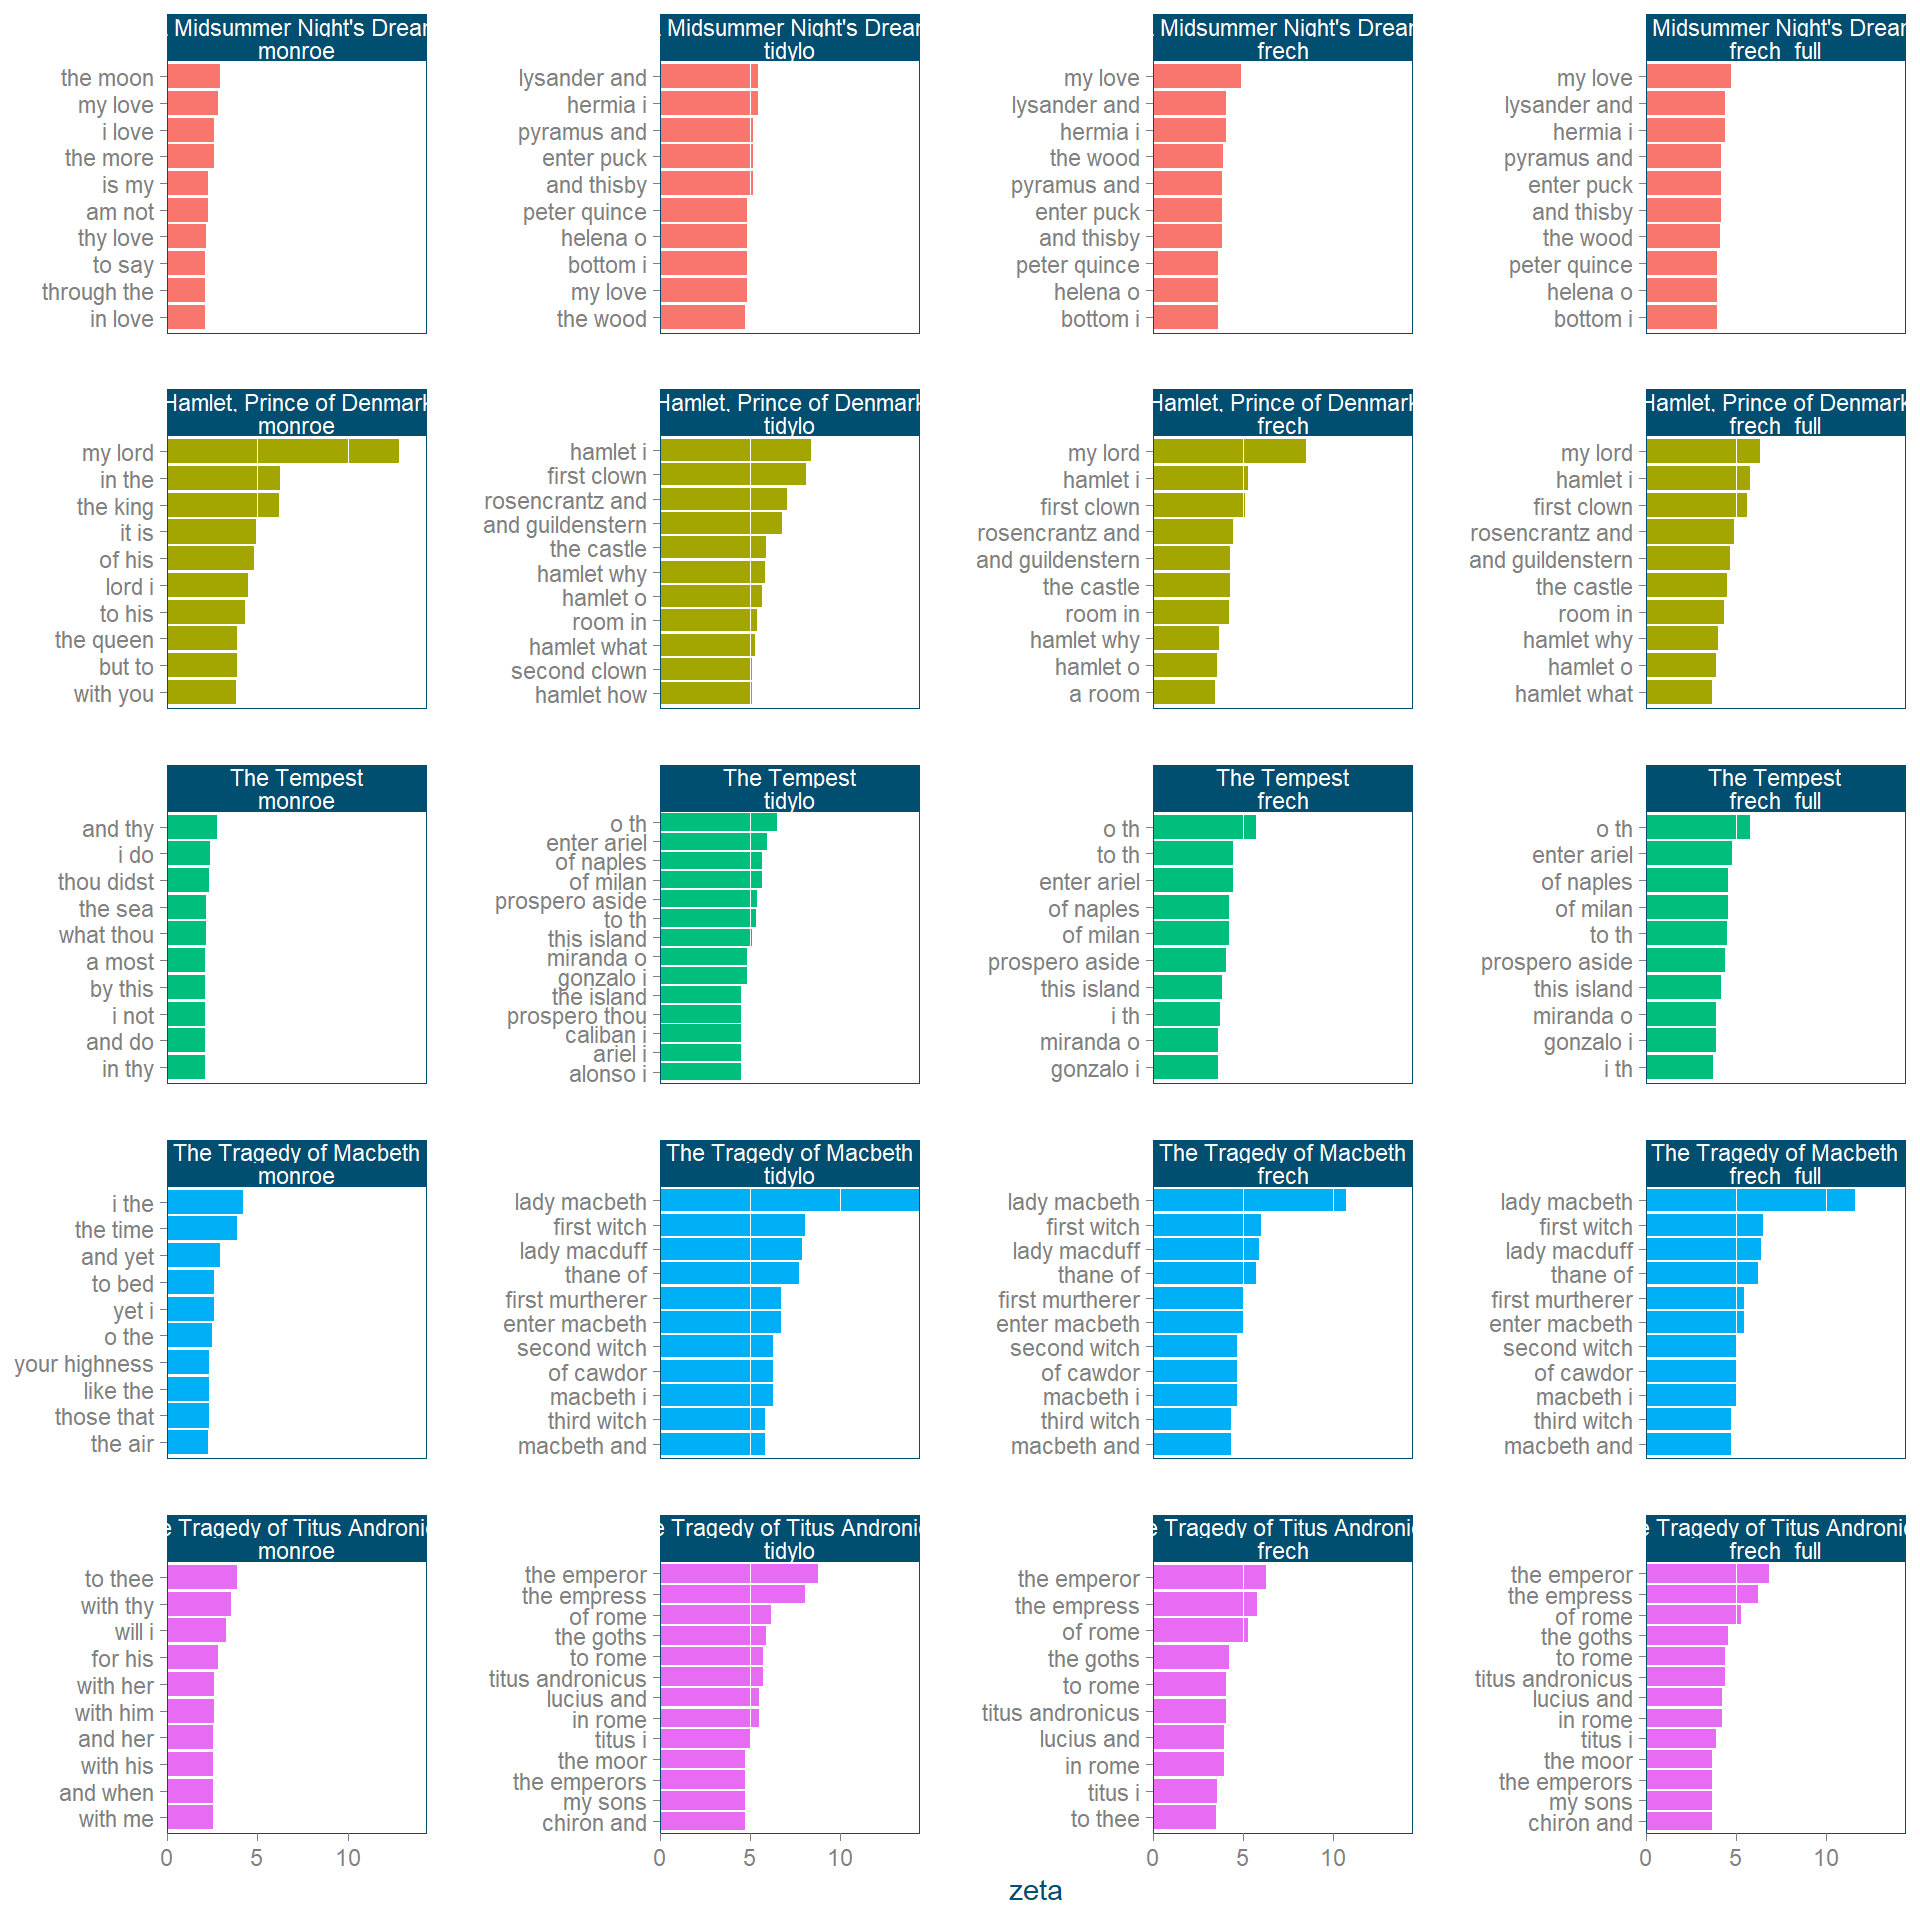 Midsummer Night's Dream
monroe
the moon
my love
i love
the more
is my
am not
thy love
to say
through the
in love
Midsummer Night's Dream
tidylo
lysander and
hermia i
pyramus and
enter puck
and thisby
peter quince
helena o
bottom i
my love
the wood
Midsummer Night's Dream
frech
my love
lysander and
hermia i
the wood
pyramus and
enter puck
and thisby
peter quince
helena o
bottom i
Midsummer Night's Dream
frech_full
my love
lysander and
hermia i
pyramus and
enter puck
and thisby
the wood
peter quince
helena o
bottom i
Hamlet, Prince of Denmark
monroe
my lord
in the
the king
it is
of his
lord i
to his
the queen
but to
with you
Hamlet, Prince of Denmark
tidylo
hamlet i
first clown
rosencrantz and
and guildenstern
the castle
hamlet why
hamlet o
room in
hamlet what
second clown
hamlet how
Hamlet, Prince of Denmark
frech
my lord
hamlet i
first clown
rosencrantz and
and guildenstern
the castle
room in
hamlet why
hamlet o
a room
Hamlet, Prince of Denmark
frech_full
my lord
hamlet i
first clown
rosencrantz and
and guildenstern
the castle
room in
hamlet why
hamlet o
hamlet what
The Tempest
monroe
and thy
i do
thou didst
the sea
what thou
a most
by this
i not
and do
in thy
The Tempest
tidylo
o th
enter ariel
of naples
of milan
prospero aside
to th
this island
miranda o
gonzalo i
the island
prospero thou
caliban i
ariel i
alonso i
The Tempest
frech
o th
to th
enter ariel
of naples
of milan
prospero aside
this island
i th
miranda o
gonzalo i
The Tempest
frech_full
o th
enter ariel
of naples
of milan
to th
prospero aside
this island
miranda o
gonzalo i
i th
The Tragedy of Macbeth
monroe
i the
the time
and yet
to bed
yet i
o the
your highness
like the
those that
the air
The Tragedy of Macbeth
tidylo
lady macbeth
first witch
lady macduff
thane of
first murtherer
enter macbeth
second witch
of cawdor
macbeth i
third witch
macbeth and
The Tragedy of Macbeth
frech
lady macbeth
first witch
lady macduff
thane of
first murtherer
enter macbeth
second witch
of cawdor
macbeth i
third witch
macbeth and
The Tragedy of Macbeth
frech_full
lady macbeth
first witch
lady macduff
thane of
first murtherer
enter macbeth
second witch
of cawdor
macbeth i
third witch
macbeth and
e Tragedy of Titus Andronic
monroe
to thee
with thy
will i
for his
with her
with him
and her
with his
and when
with me
0 5 10
e Tragedy of Titus Andronic
tidylo
the emperor
the empress
of rome
the goths
to rome
titus andronicus
lucius and
in rome
titus i
the moor
the emperors
my sons
chiron and
0 5 10
e Tragedy of Titus Andronic
frech
the emperor
the empress
of rome
the goths
to rome
titus andronicus
lucius and
in rome
titus i
to thee
0 5 10
e Tragedy of Titus Andronic
frech_full
the emperor
the empress
of rome
the goths
to rome
titus andronicus
lucius and
in rome
titus i
the moor
the emperors
my sons
chiron and
0 5 10
zeta